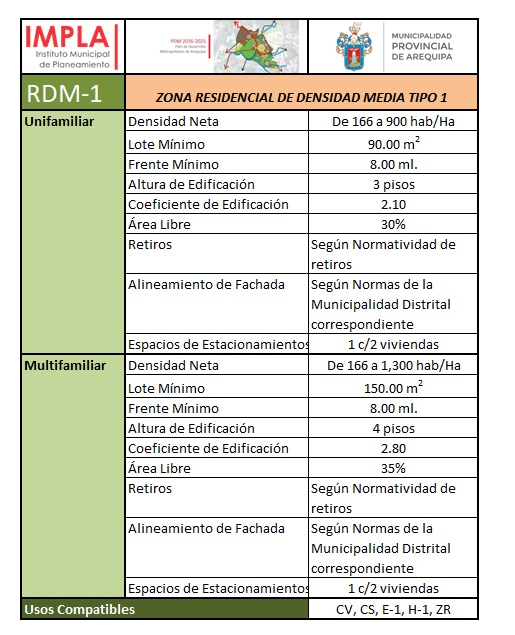 IMPLA
Instituto Municipal
de Planeamiento
PDM 2016-2025
Plan de Desarrollo
Metropolitano de Arequipa
MUNICIPALIDAD
PROVINCIAL
DE AREQUIPA
RDM-1 ZONA RESIDENCIAL DE DENSIDAD MEDIA TIPO 1
Unifamiliar Densidad Neta De 166 a 900 hab/Ha
Lote Mínimo 90.00 m²
Frente Mínimo 8.00 ml.
Altura de Edificación 3 pisos
Coeficiente de Edificación 2.10
Área Libre 30%
Retiros Según Normatividad de
retiros
Alineamiento de Fachada Según Normas de la
Municipalidad Distrital
correspondiente
Espacios de Estacionamientos 1 c/2 viviendas
Multifamiliar Densidad Neta De 166 a 1,300 hab/Ha
Lote Mínimo 150.00 m²
Frente Mínimo 8.00 ml.
Altura de Edificación 4 pisos
Coeficiente de Edificación 2.80
Área Libre 35%
Retiros Según Normatividad de
retiros
Alineamiento de Fachada Según Normas de la
Municipalidad Distrital
correspondiente
Espacios de Estacionamientos 1 c/2 viviendas
Usos Compatibles CV, CS, E-1, H-1, ZR